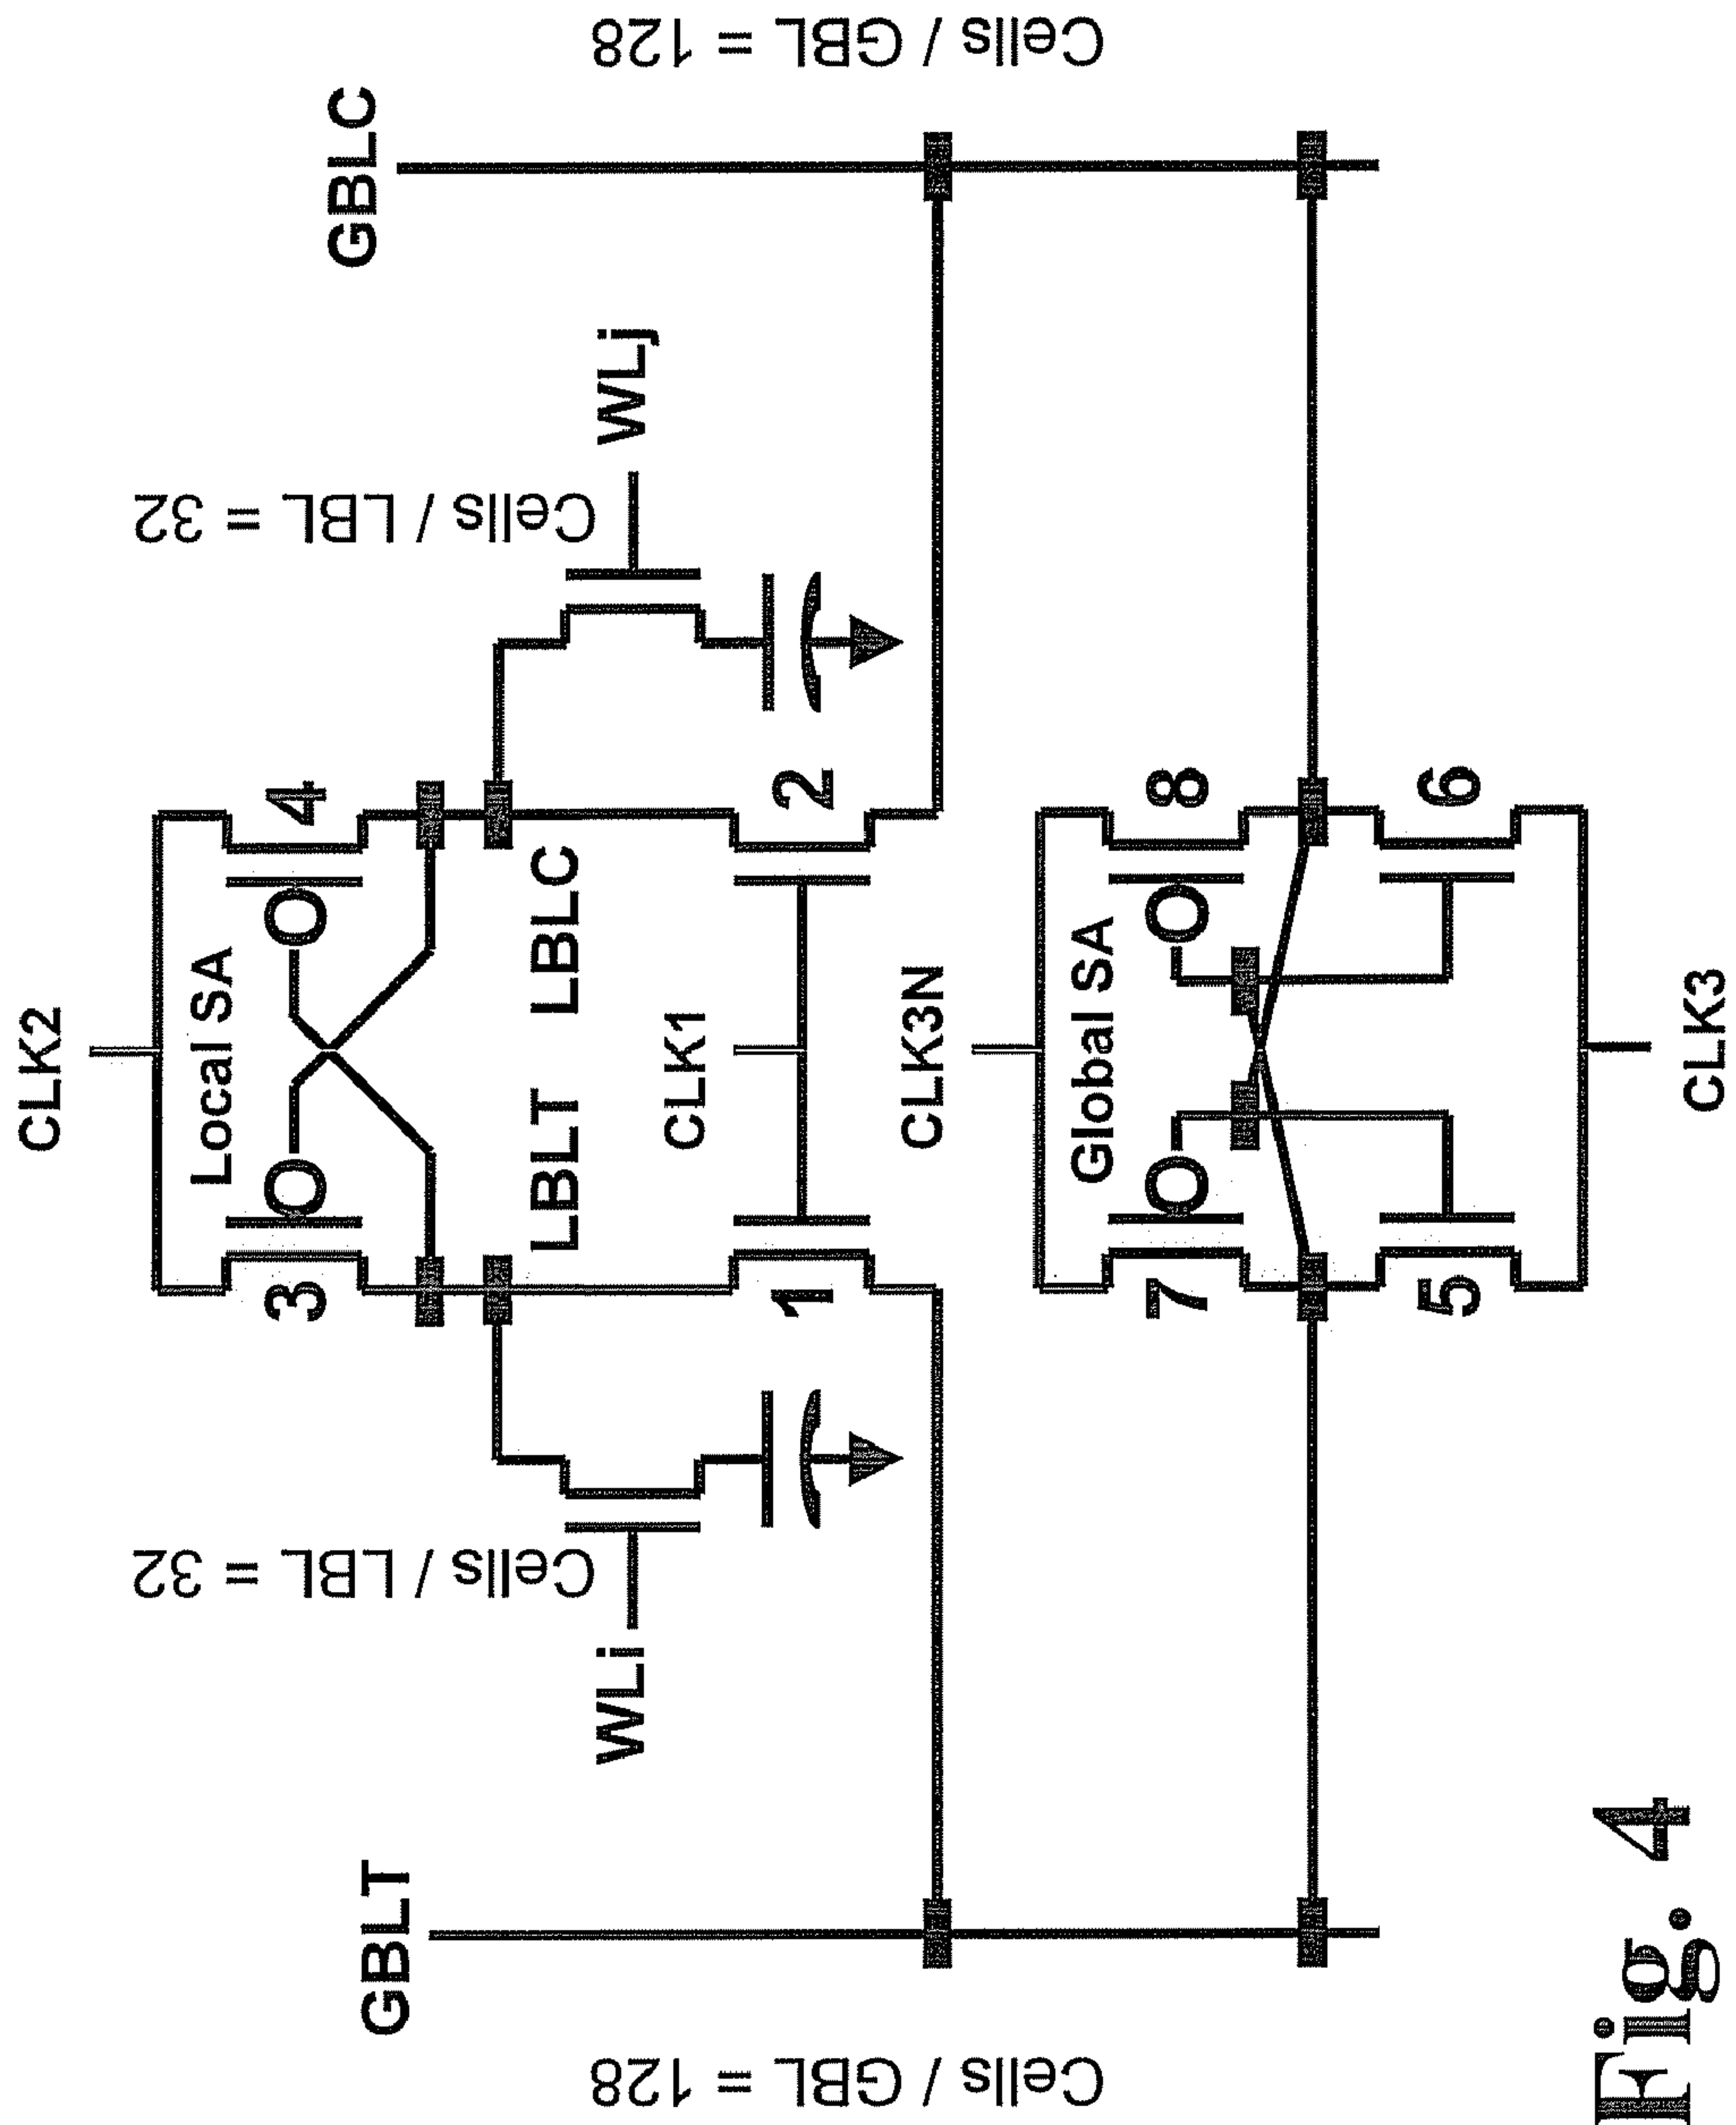 CLK2
Local SA
3
4
GBLT
GBLC
Cells / LBL = 32
Cells / LBL = 32
WLi
WLj
LBLT
LBLC
Cells / GBL = 128
Cells / GBL = 128
CLK1
1
2
CLK3N
Global SA
7
8
5
6
CLK3
Fig. 4